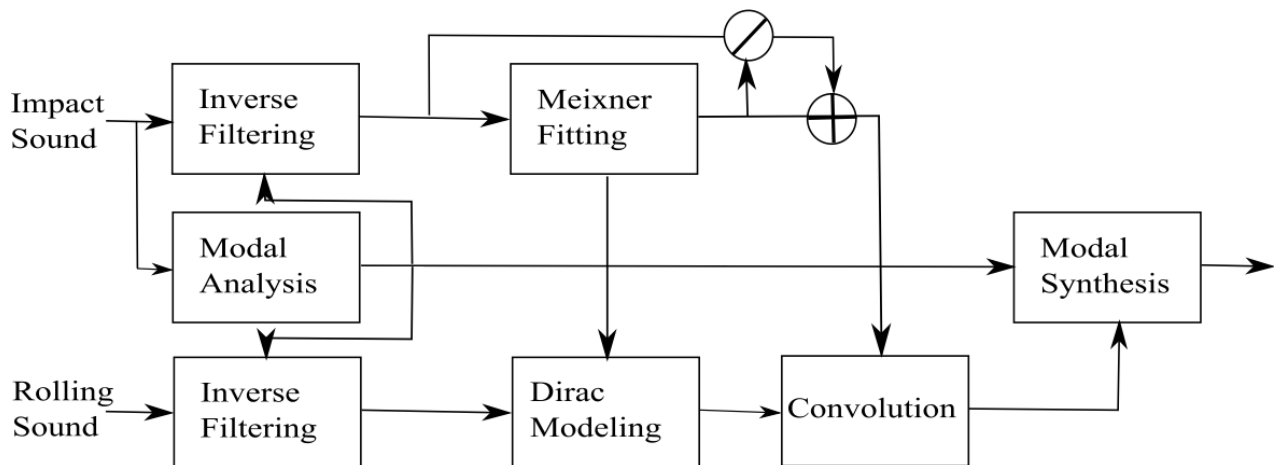 Impact
Sound
Inverse
Filtering
Meixner
Fitting
Modal
Analysis
Modal
Synthesis
Rolling
Sound
Inverse
Filtering
Dirac
Modeling
Convolution